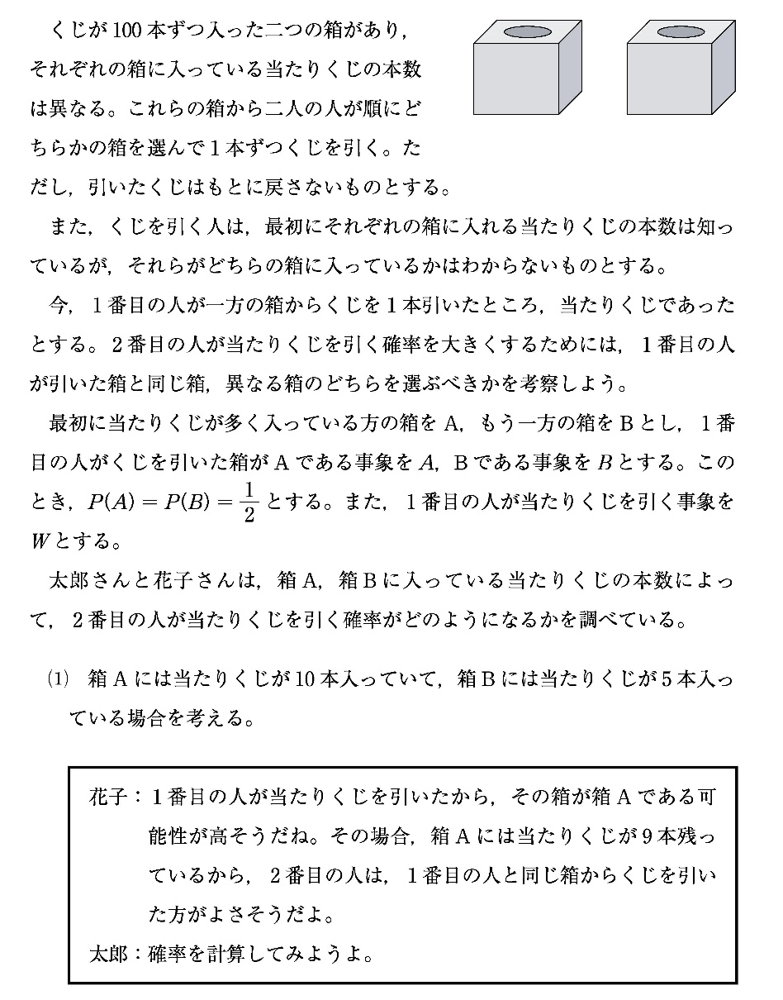 くじが 100 本ずつ入った二つの箱があり，
それぞれの箱に入っている当たりくじの本数
は異なる。これらの箱から二人の人が順にど
ちらかの箱を選んで 1 本ずつくじを引く。た
だし，引いたくじはもとに戻さないものとする。
また，くじを引く人は，最初にそれぞれの箱に入れる当たりくじの本数は知っ
ているが，それらがどちらの箱に入っているかはわからないものとする。
今，1 番目の人が一方の箱からくじを 1 本引いたところ，当たりくじであった
とする。2 番目の人が当たりくじを引く確率を大きくするためには，1 番目の人
が引いた箱と同じ箱，異なる箱のどちらを選ぶべきかを考察しよう。
最初に当たりくじが多く入っている方の箱を A，もう一方の箱を B とし，1 番
目の人がくじを引いた箱が A である事象を A，B である事象を B とする。この
とき，P(A) = P(B) = 1/2 とする。また，1 番目の人が当たりくじを引く事象を
W とする。
太郎さんと花子さんは，箱 A，箱 B に入っている当たりくじの本数によっ
て，2 番目の人が当たりくじを引く確率がどのようになるかを調べている。
(1) 箱 A には当たりくじが 10 本入っていて，箱 B には当たりくじが 5 本入っ
ている場合を考える。
花子：1 番目の人が当たりくじを引いたから，その箱が箱 A である可
能性が高そうだね。その場合，箱 A には当たりくじが 9 本残っ
ているから，2 番目の人は，1 番目の人と同じ箱からくじを引い
た方がよさそうだよ。
太郎：確率を計算してみようよ。